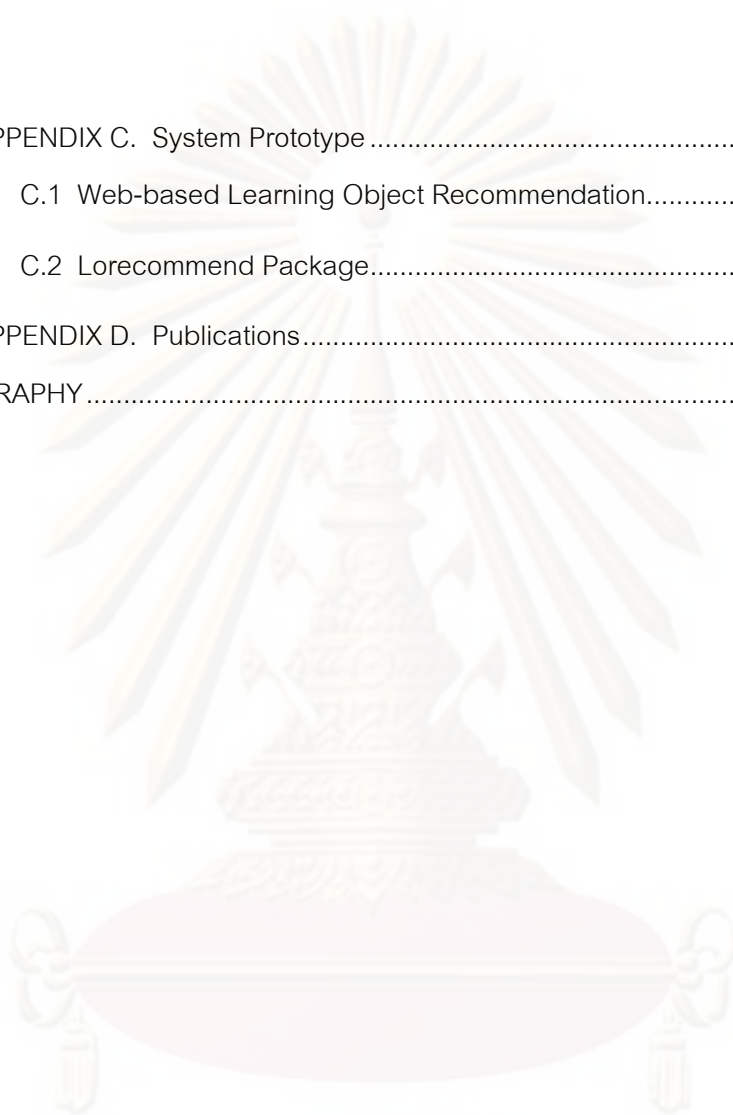 PPENDIX C. System Prototype ................................................
C.1 Web-based Learning Object Recommendation............
C.2 Lorecommend Package................................................
PPENDIX D. Publications.........................................................
RAPHY......................................................................................